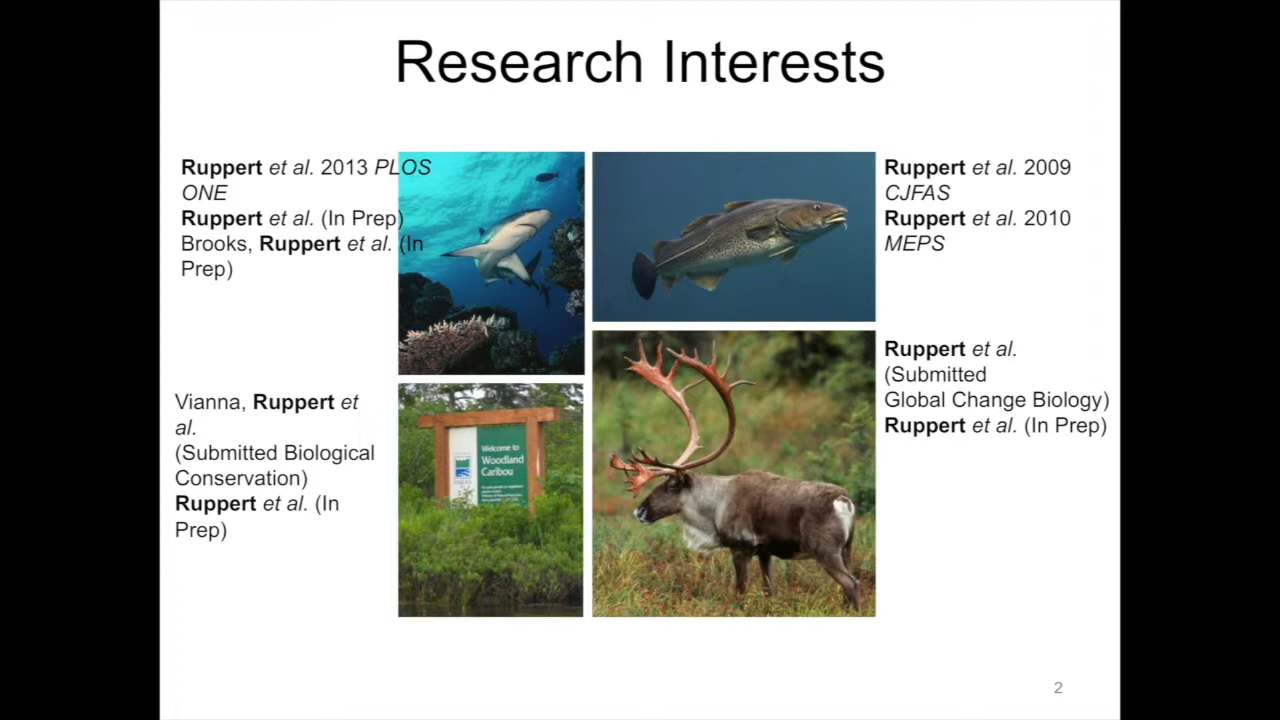 Research Interests
Ruppert et al. 2013 PLOS
ONE
Ruppert et al. (In Prep)
Brooks, Ruppert et al. (In
Prep)
Ruppert et al. 2009
CJFAS
Ruppert et al. 2010
MEPS
Vianna, Ruppert et
al.
(Submitted Biological
Conservation)
Ruppert et al. (In
Prep)
Welcome to
Woodland
Caribou
Ruppert et al.
(Submitted
Global Change Biology)
Ruppert et al. (In Prep)
2